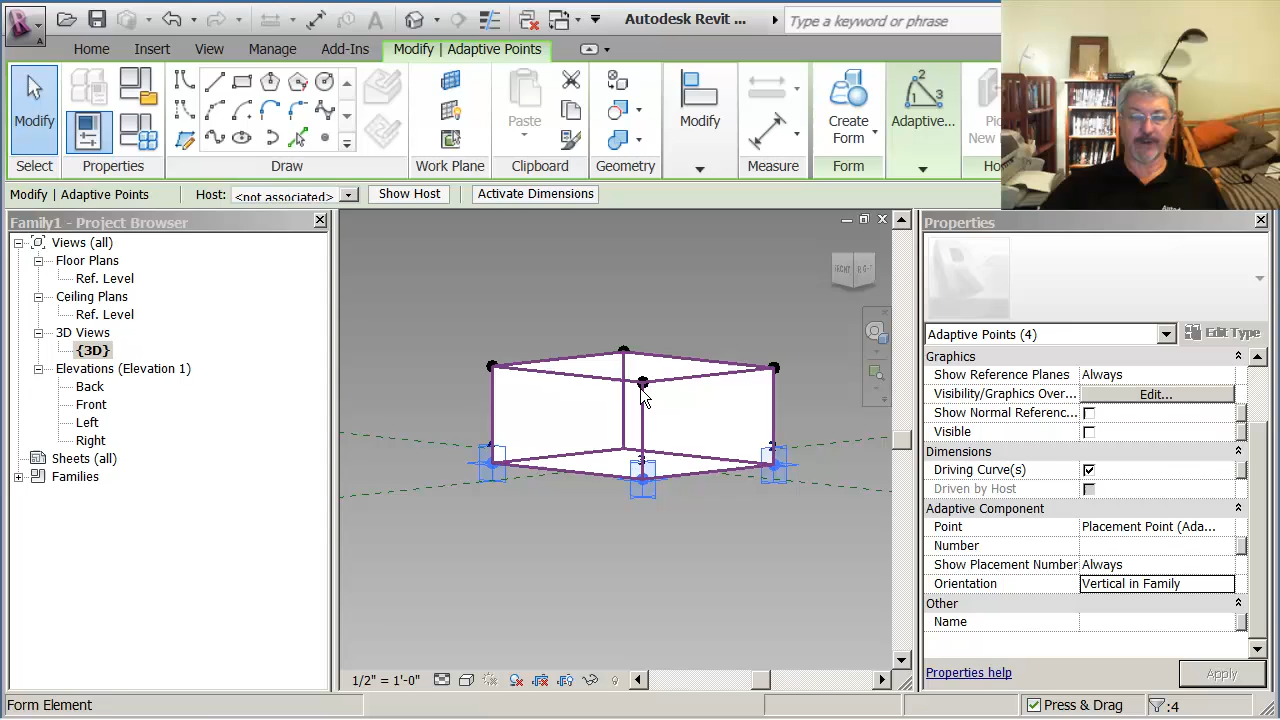 Autodesk Revit ...
Type a keyword or phrase
A
Home
Insert
View
Manage
Add-Ins
Modify | Adaptive Points
Modify
Paste
Modify
Create
Form
Adaptive...
Pic
New
Select
Properties
Draw
Work Plane
Clipboard
Geometry
Measure
Form
Ho
Modify | Adaptive Points
Host:
<not associated>
Show Host
Activate Dimensions
Family1 - Project Browser
Views (all)
Floor Plans
Ref. Level
Ceiling Plans
Ref. Level
3D Views
{3D}
Elevations (Elevation 1)
Back
Front
Left
Right
Sheets (all)
Families
FRONT
Properties
Adaptive Points (4)
Edit Type
Graphics
Show Reference Planes
Always
Visibility/Graphics Over...
Edit...
Show Normal Referenc...
Visible
Dimensions
Driving Curve(s)
Driven by Host
Adaptive Component
Point
Placement Point (Ada...
Number
Show Placement Number
Always
Orientation
Vertical in Family
Other
Name
Properties help
Apply
1/2" = 1'-0"
Form Element
Press & Drag
:4